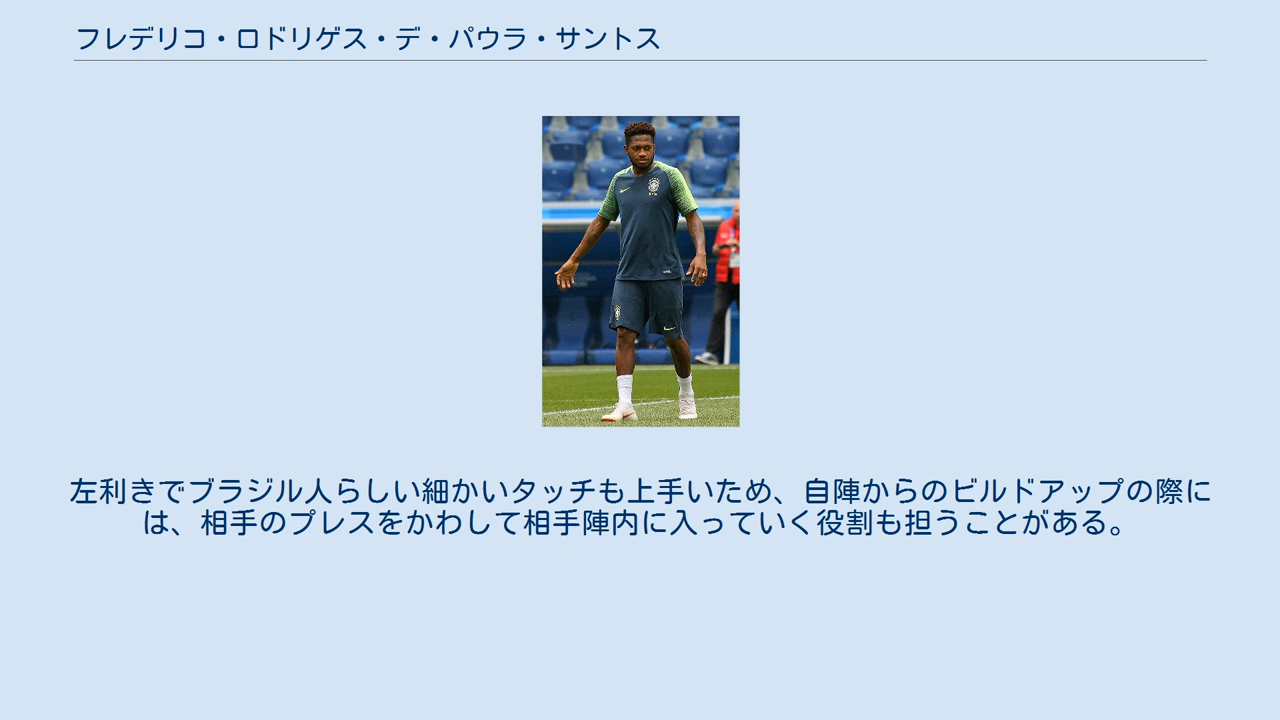 フレデリコ・ロドリゲス・デ・パウラ・サントス
左利きでブラジル人らしい細かいタッチも上手いため、自陣からのビルドアップの際に
は、相手のプレスをかわして相手陣内に入っていく役割も担うことがある。